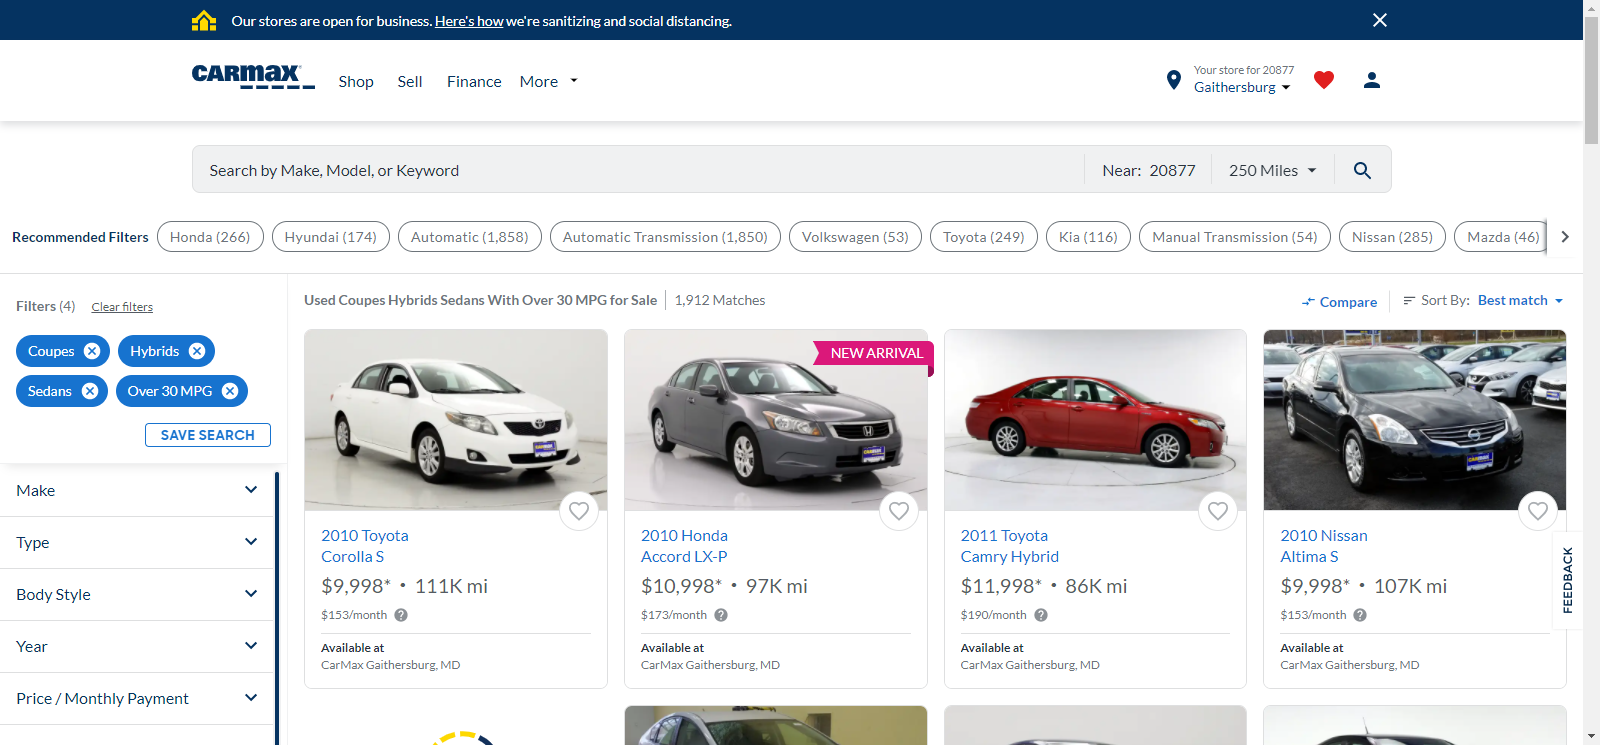 Our stores are open for business. Here's how we're sanitizing and social distancing.
CARMAX
Shop
Sell
Finance
More
Your store for 20877
Gaithersburg
Search by Make, Model, or Keyword
Near: 20877
250 Miles
Recommended Filters
Honda (266)
Hyundai (174)
Automatic (1,858)
Automatic Transmission (1,850)
Volkswagen (53)
Toyota (249)
Kia (116)
Manual Transmission (54)
Nissan (285)
Mazda (46)
Filters (4)
Clear filters
Coupes
Hybrids
Sedans
Over 30 MPG
SAVE SEARCH
Make
Type
Body Style
Year
Price / Monthly Payment
Used Coupes Hybrids Sedans With Over 30 MPG for Sale
1,912 Matches
Compare
Sort By: Best match
CARMAX
2010 Toyota
Corolla S
$9,998* • 111K mi
$153/month
Available at
CarMax Gaithersburg, MD
NEW ARRIVAL
CARMAX
2010 Honda
Accord LX-P
$10,998* • 97K mi
$173/month
Available at
CarMax Gaithersburg, MD
CARMAX
2011 Toyota
Camry Hybrid
$11,998* • 86K mi
$190/month
Available at
CarMax Gaithersburg, MD
CARMAX
2010 Nissan
Altima S
$9,998* • 107K mi
$153/month
Available at
CarMax Gaithersburg, MD
FEEDBACK